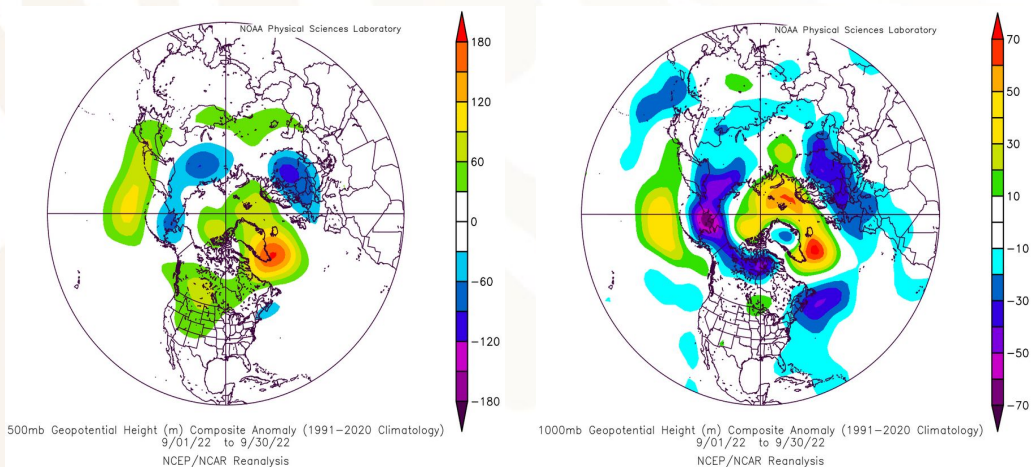 NOAA Physical Sciences Laboratory
180
120
60
0
−60
−120
−180
500mb Geopotential Height (m) Composite Anomaly (1991−2020 Climatology)
9/01/22 to 9/30/22
NCEP/NCAR Reanalysis
NOAA Physical Sciences Laboratory
70
50
30
10
−10
−30
−50
−70
1000mb Geopotential Height (m) Composite Anomaly (1991−2020 Climatology)
9/01/22 to 9/30/22
NCEP/NCAR Reanalysis